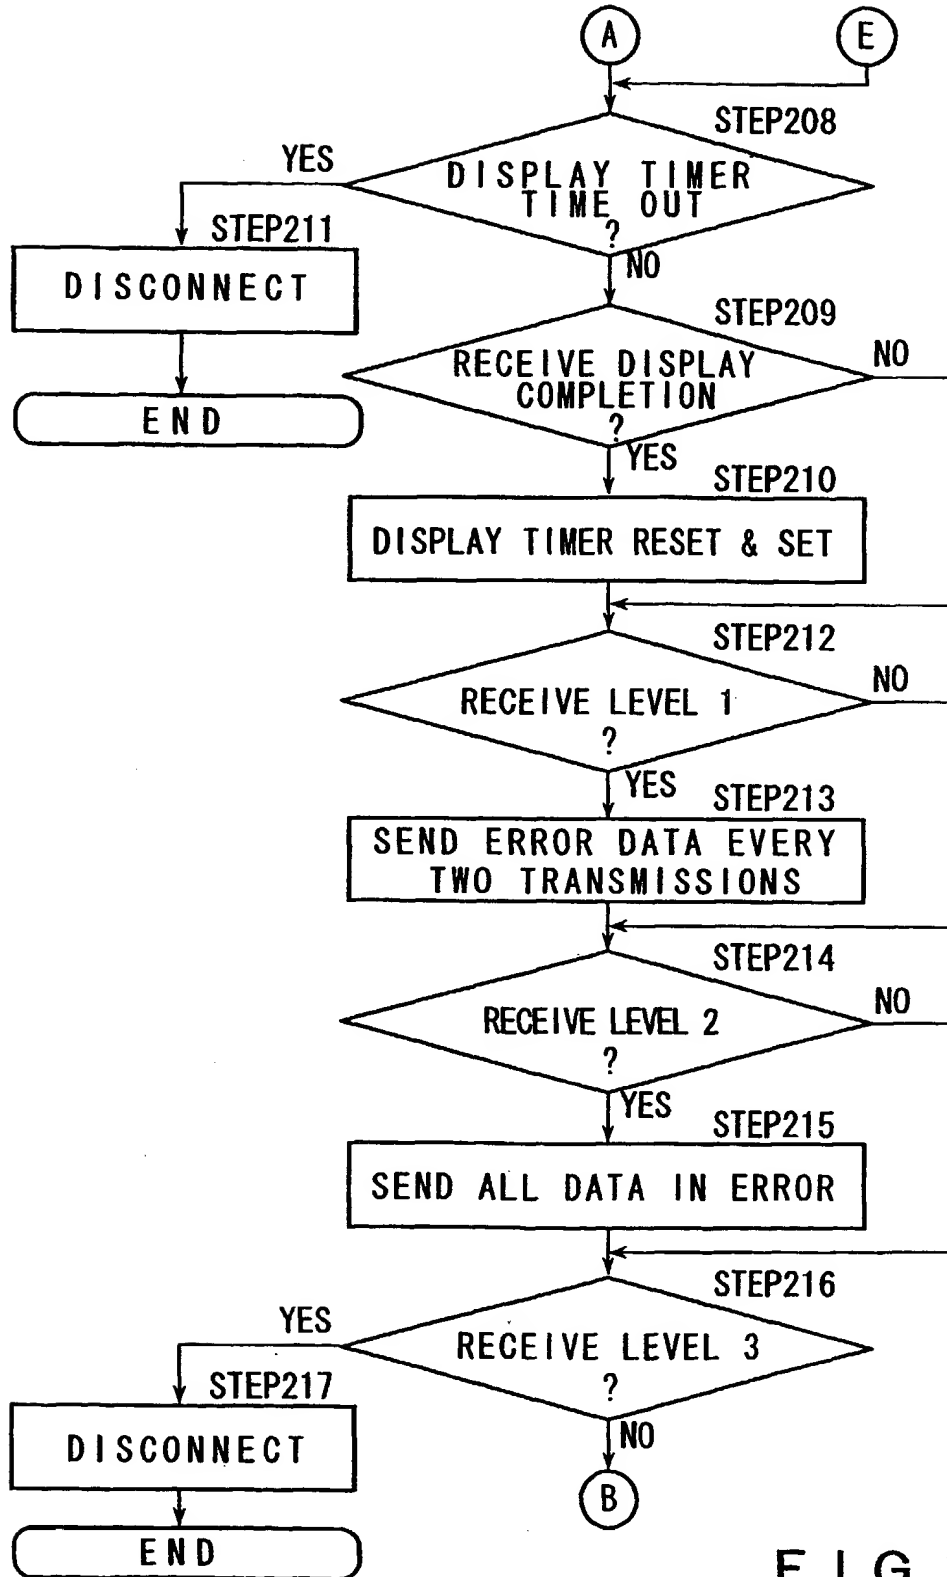 A
E
STEP208
YES
DISPLAY TIMER
TIME OUT
?
NO
STEP211
DISCONNECT
END
STEP209
RECEIVE DISPLAY
COMPLETION
?
NO
YES
STEP210
DISPLAY TIMER RESET & SET
STEP212
RECEIVE LEVEL 1
?
NO
YES
STEP213
SEND ERROR DATA EVERY
TWO TRANSMISSIONS
STEP214
RECEIVE LEVEL 2
?
NO
YES
STEP215
SEND ALL DATA IN ERROR
STEP216
YES
RECEIVE LEVEL 3
?
NO
STEP217
DISCONNECT
END
B
FIG